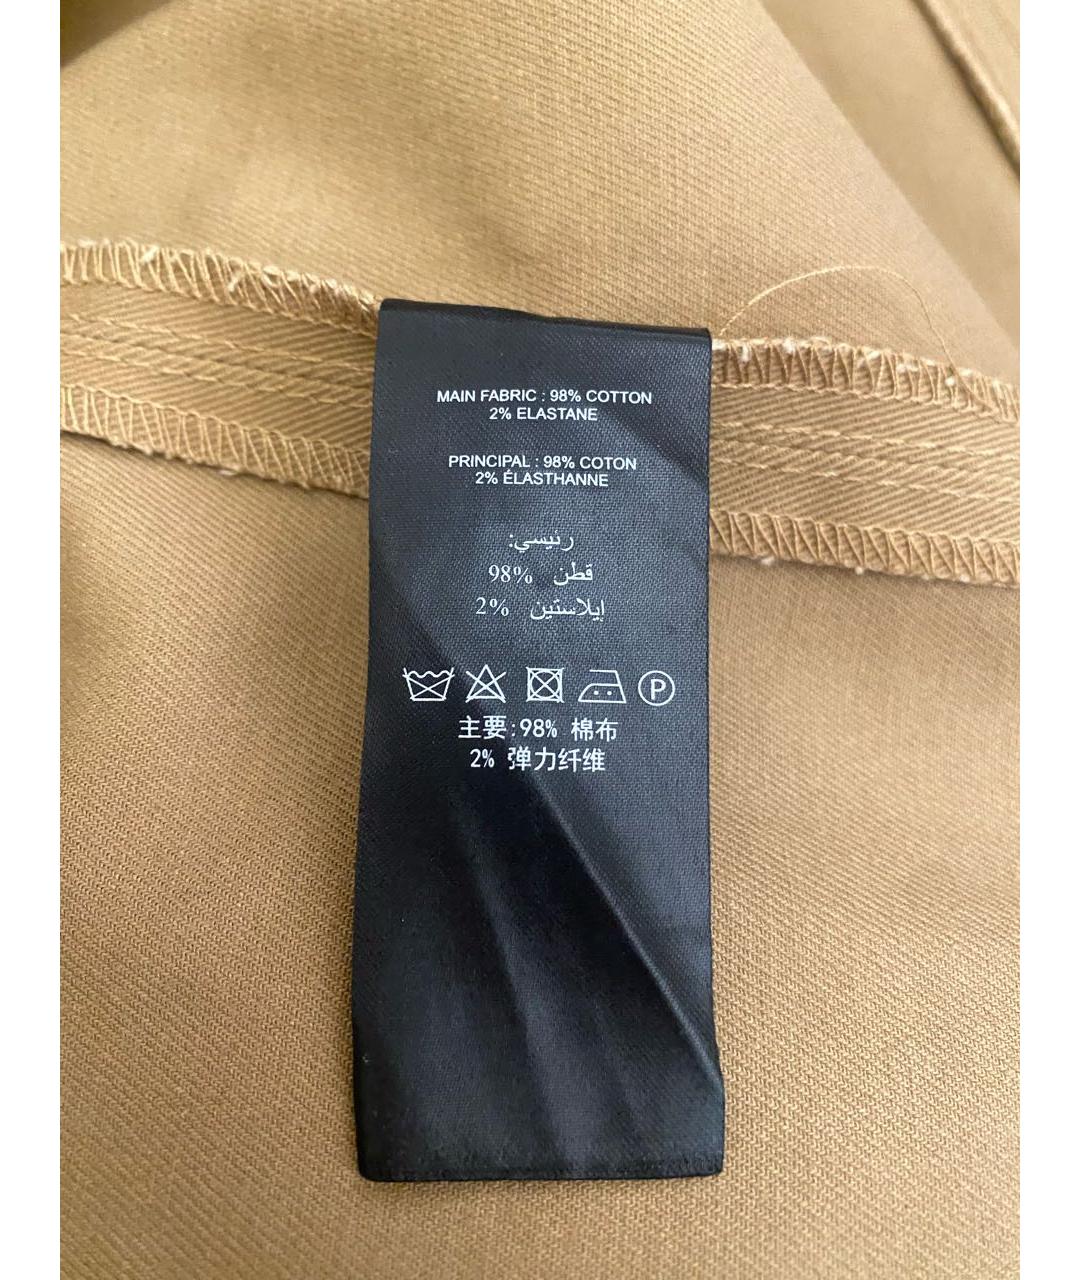 MAIN FABRIC : 98% COTTON
2% ELASTANE
PRINCIPAL : 98% COTON
2% ÉLASTHANNE
رئيسي:
قطن 98%
إيلاستين 2%
P
主要:98% 棉布
2% 弹力纤维